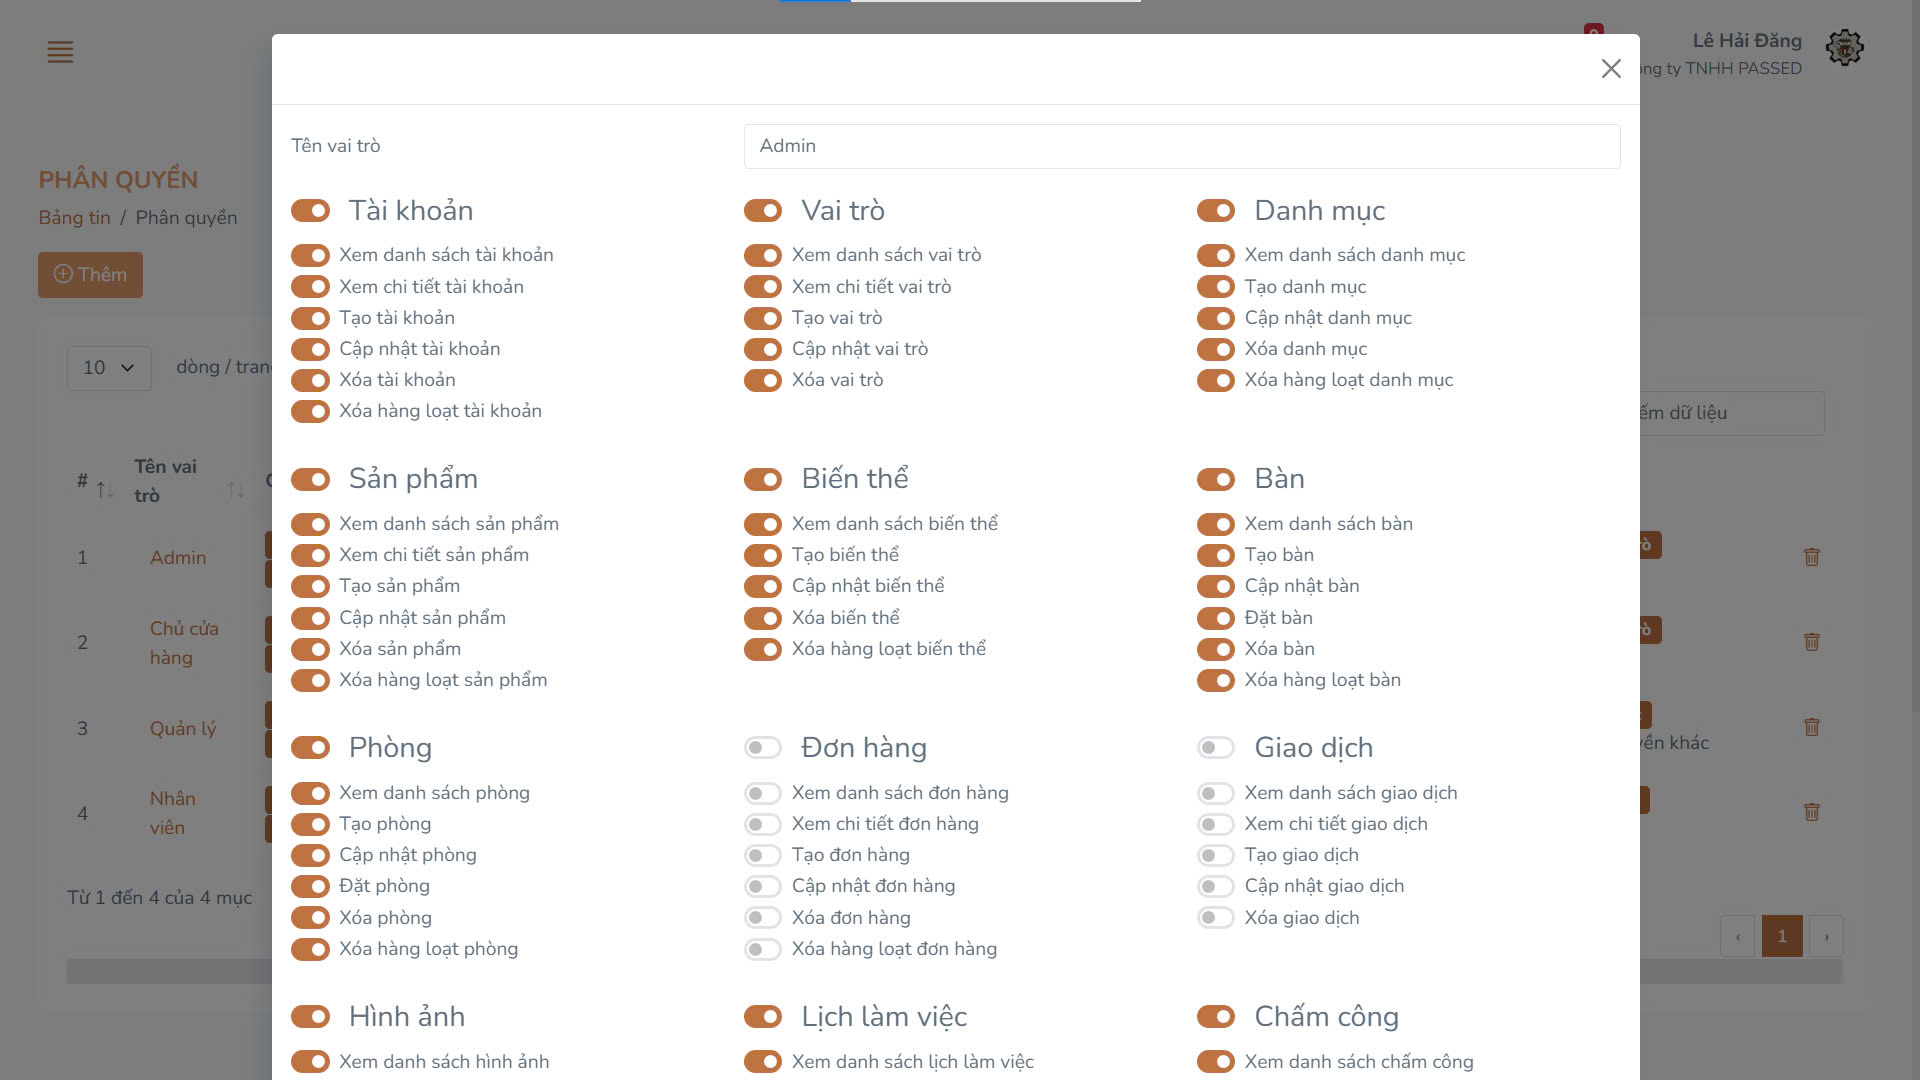 Lê Hải Đăng
ty TNHH PASSED
PHÂN QUYỀN
Bảng tin / Phân quyền
Thêm
10
dòng / trang
dữ liệu
#
Tên vai
trò
1
Admin
2
Chủ cửa
hàng
3
Quản lý
khác
4
Nhân
viên
Từ 1 đến 4 của 4 mục
‹ 1 ›
Tên vai trò
Admin
Tài khoản
Xem danh sách tài khoản
Xem chi tiết tài khoản
Tạo tài khoản
Cập nhật tài khoản
Xóa tài khoản
Xóa hàng loạt tài khoản
Vai trò
Xem danh sách vai trò
Xem chi tiết vai trò
Tạo vai trò
Cập nhật vai trò
Xóa vai trò
Danh mục
Xem danh sách danh mục
Tạo danh mục
Cập nhật danh mục
Xóa danh mục
Xóa hàng loạt danh mục
Sản phẩm
Xem danh sách sản phẩm
Xem chi tiết sản phẩm
Tạo sản phẩm
Cập nhật sản phẩm
Xóa sản phẩm
Xóa hàng loạt sản phẩm
Biến thể
Xem danh sách biến thể
Tạo biến thể
Cập nhật biến thể
Xóa biến thể
Xóa hàng loạt biến thể
Bàn
Xem danh sách bàn
Tạo bàn
Cập nhật bàn
Đặt bàn
Xóa bàn
Xóa hàng loạt bàn
Phòng
Xem danh sách phòng
Tạo phòng
Cập nhật phòng
Đặt phòng
Xóa phòng
Xóa hàng loạt phòng
Đơn hàng
Xem danh sách đơn hàng
Xem chi tiết đơn hàng
Tạo đơn hàng
Cập nhật đơn hàng
Xóa đơn hàng
Xóa hàng loạt đơn hàng
Giao dịch
Xem danh sách giao dịch
Xem chi tiết giao dịch
Tạo giao dịch
Cập nhật giao dịch
Xóa giao dịch
Hình ảnh
Xem danh sách hình ảnh
Lịch làm việc
Xem danh sách lịch làm việc
Chấm công
Xem danh sách chấm công